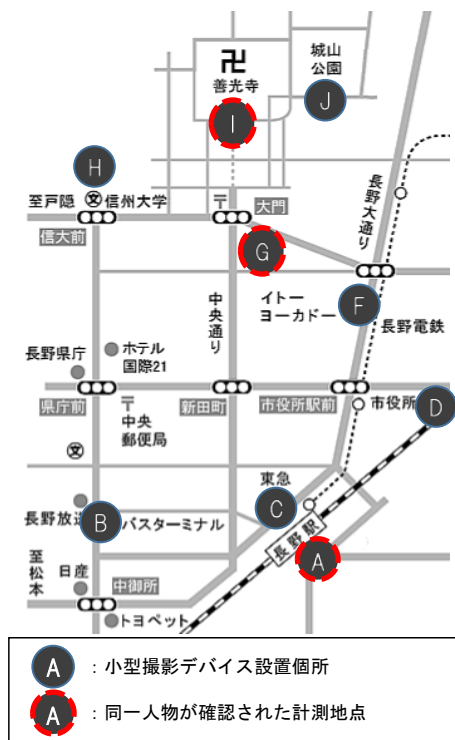 城山
公園
卍
善光寺
J
I
H
至戸隠
文
信州大学
〒
大門
信大前
G
長野大通り
中央通り
イトー
ヨーカドー
F
長野電鉄
長野県庁
ホテル
国際21
県庁前
〒
中央
郵便局
新田町
市役所駅前
市役所
D
文
東急
C
長野放送
B
バスターミナル
長野駅
A
至松本
日産
中御所
トヨペット
A :小型撮影デバイス設置個所
A :同一人物が確認された計測地点